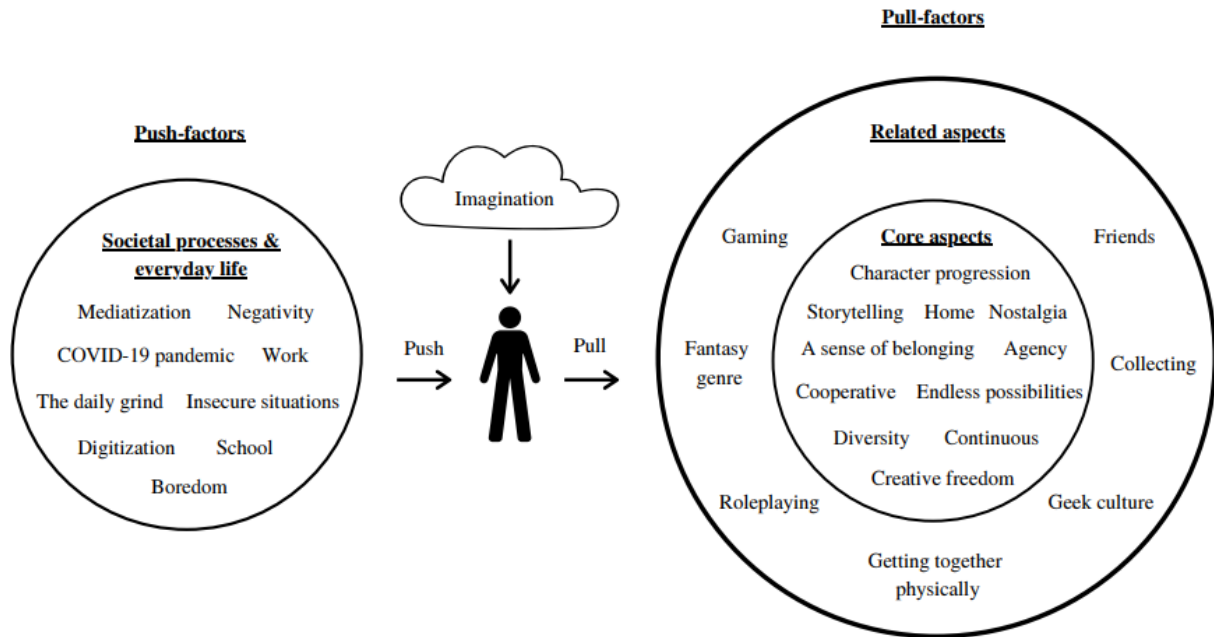 Pull-factors
Push-factors
Societal processes &
everyday life
Mediatization Negativity
COVID-19 pandemic Work
The daily grind Insecure situations
Digitization School
Boredom
Imagination
Push
Pull
Related aspects
Gaming
Friends
Fantasy
genre
Collecting
Roleplaying
Geek culture
Getting together
physically
Core aspects
Character progression
Storytelling Home Nostalgia
A sense of belonging Agency
Cooperative Endless possibilities
Diversity Continuous
Creative freedom